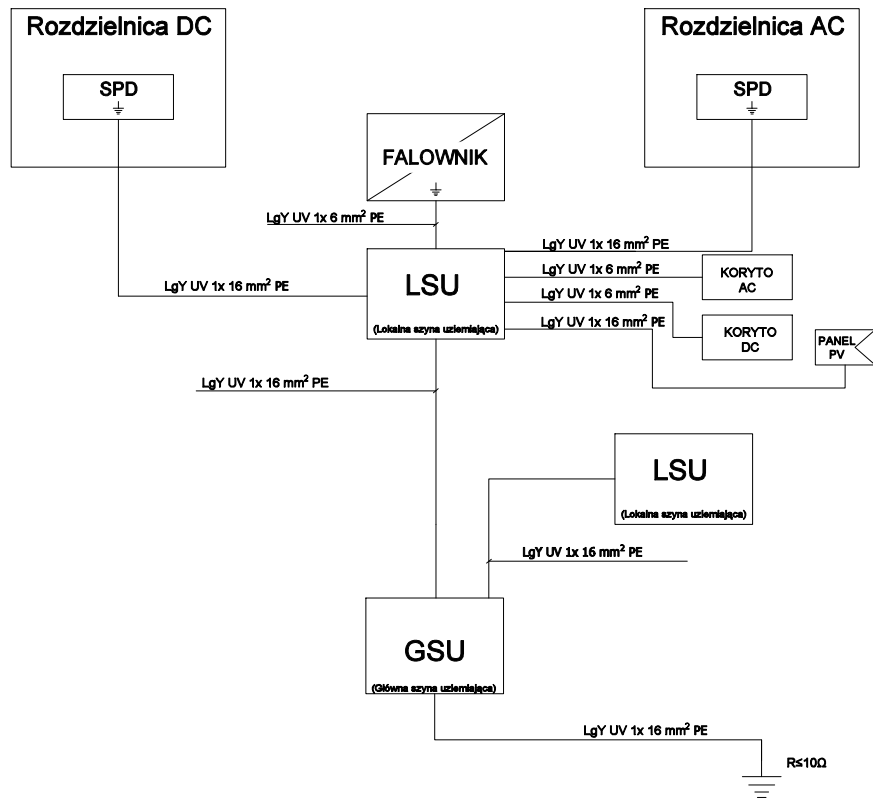 Rozdzielnica DC
SPD
Rozdzielnica AC
SPD
FALOWNIK
LgY UV 1x 6 mm² PE
LgY UV 1x 16 mm² PE
LSU
(Lokalna szyna uziemiająca)
LgY UV 1x 16 mm² PE
LgY UV 1x 6 mm² PE
LgY UV 1x 6 mm² PE
LgY UV 1x 16 mm² PE
KORYTO
AC
KORYTO
DC
PANEL
PV
LgY UV 1x 16 mm² PE
LSU
(Lokalna szyna uziemiająca)
LgY UV 1x 16 mm² PE
GSU
(Główna szyna uziemiająca)
LgY UV 1x 16 mm² PE
R≤10Ω